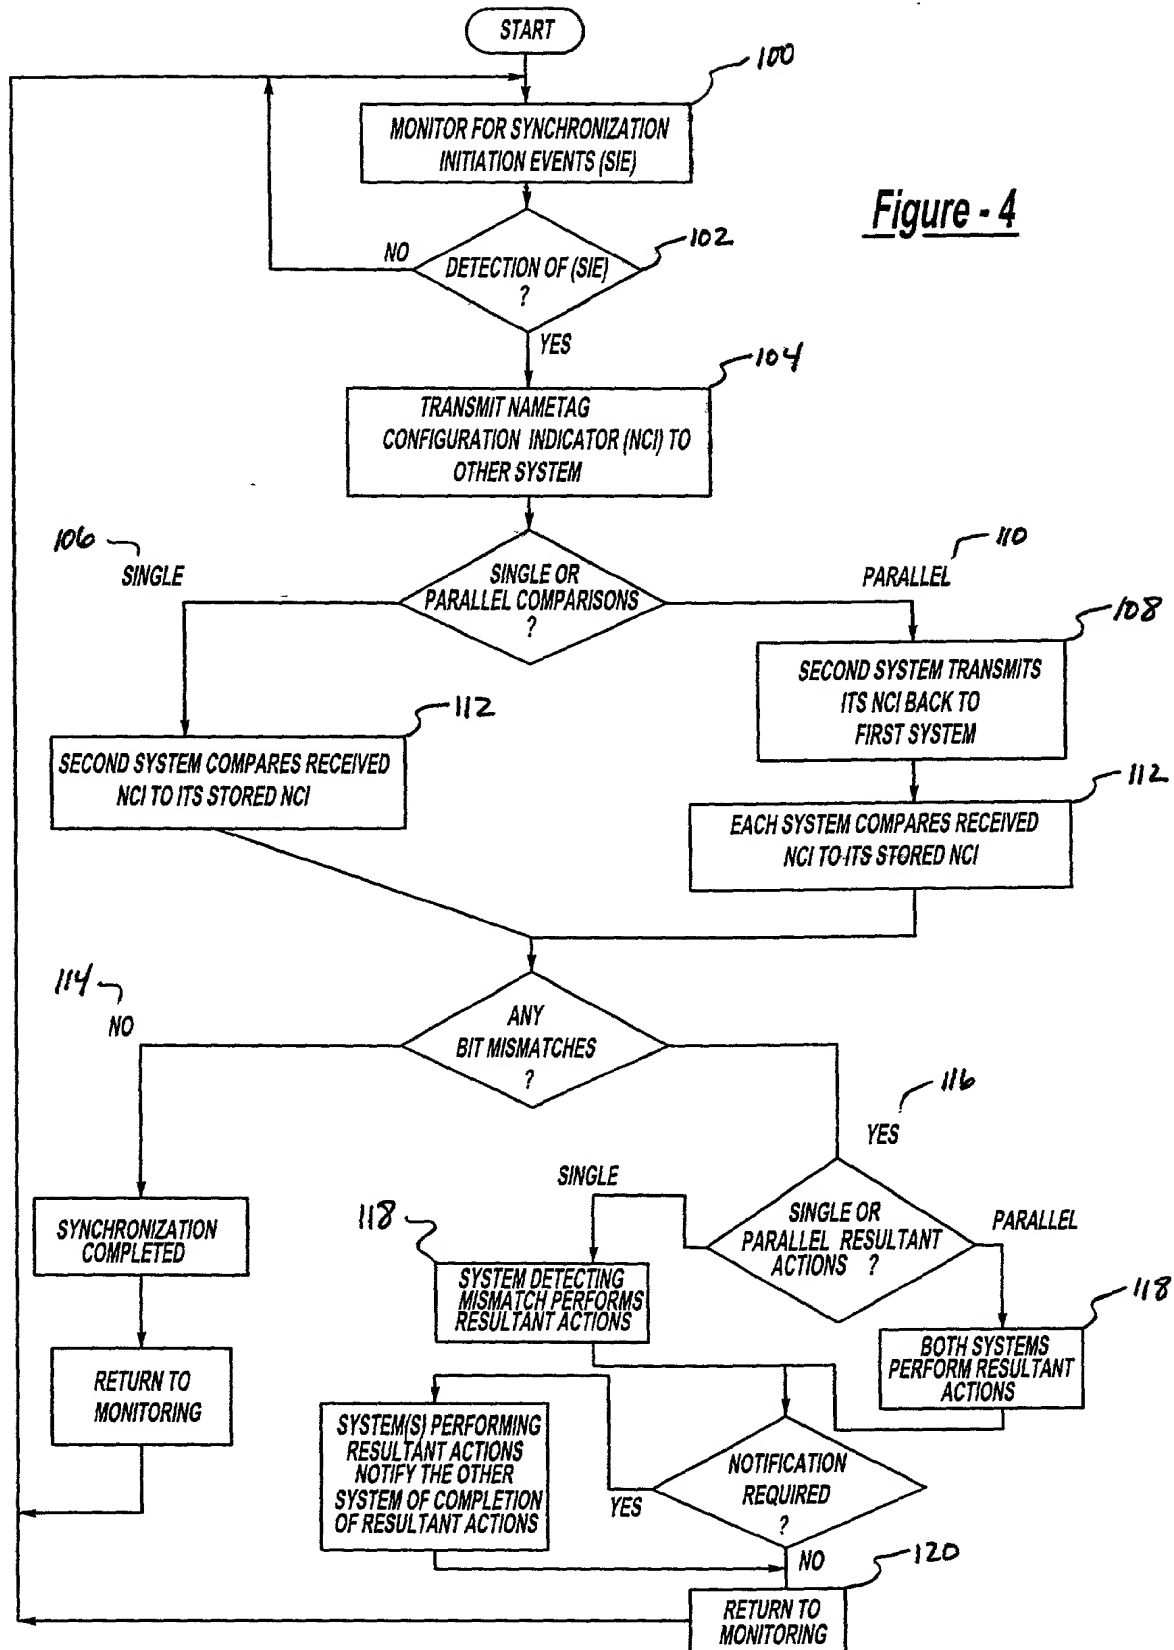 START
100
MONITOR FOR SYNCHRONIZATION
INITIATION EVENTS (SIE)
Figure - 4
NO
102
DETECTION OF (SIE)
?
YES
104
TRANSMIT NAMETAG
CONFIGURATION INDICATOR (NCI) TO
OTHER SYSTEM
106
SINGLE
SINGLE OR
PARALLEL COMPARISONS
?
110
PARALLEL
108
SECOND SYSTEM TRANSMITS
ITS NCI BACK TO
FIRST SYSTEM
112
SECOND SYSTEM COMPARES RECEIVED
NCI TO ITS STORED NCI
112
EACH SYSTEM COMPARES RECEIVED
NCI TO ITS STORED NCI
114
NO
ANY
BIT MISMATCHES
?
116
YES
SINGLE
SINGLE OR
PARALLEL RESULTANT
ACTIONS ?
PARALLEL
SYNCHRONIZATION
COMPLETED
118
SYSTEM DETECTING
MISMATCH PERFORMS
RESULTANT ACTIONS
118
BOTH SYSTEMS
PERFORM RESULTANT
ACTIONS
RETURN TO
MONITORING
SYSTEM(S) PERFORMING
RESULTANT ACTIONS
NOTIFY THE OTHER
SYSTEM OF COMPLETION
OF RESULTANT ACTIONS
YES
NOTIFICATION
REQUIRED
?
NO
120
RETURN TO
MONITORING